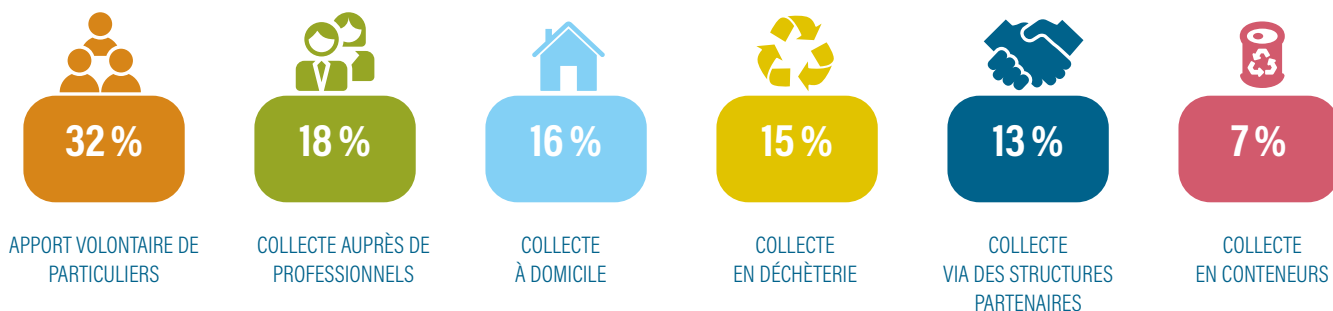 32 %
18 %
16 %
15 %
13 %
7 %
APPORT VOLONTAIRE DE
PARTICULIERS
COLLECTE AUPRÈS DE
PROFESSIONNELS
COLLECTE
À DOMICILE
COLLECTE
EN DÉCHÈTERIE
COLLECTE
VIA DES STRUCTURES
PARTENAIRES
COLLECTE
EN CONTENEURS